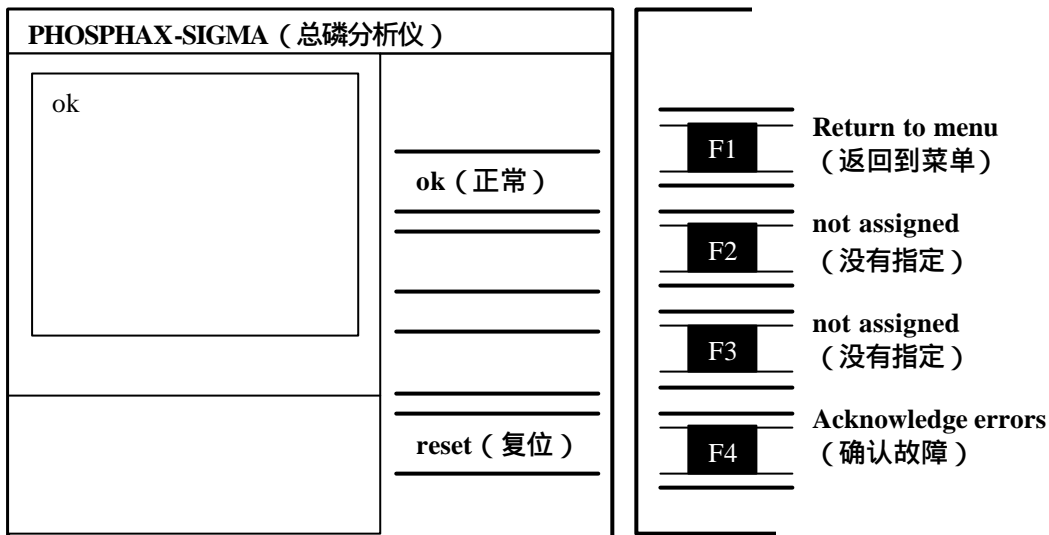 PHOSPHAX-SIGMA（总磷分析仪）
ok
ok（正常）
reset（复位）
F1
Return to menu
（返回到菜单）
F2
not assigned
（没有指定）
F3
not assigned
（没有指定）
F4
Acknowledge errors
（确认故障）